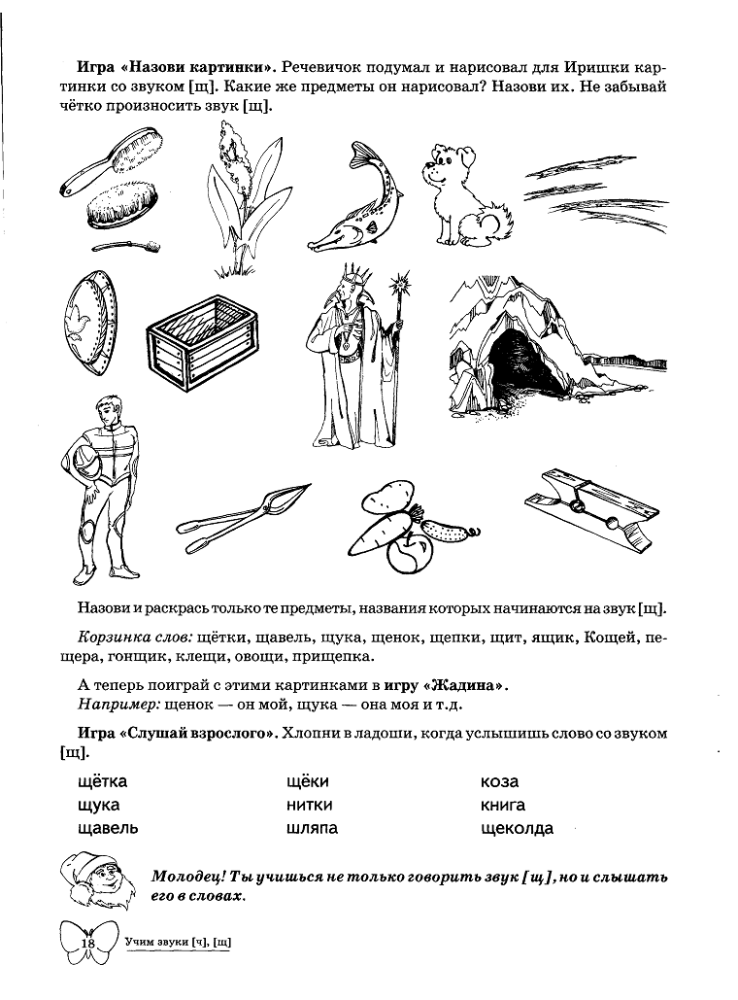 Игра «Назови картинки». Речевичок подумал и нарисовал для Иришки кар-
тинки со звуком [щ]. Какие же предметы он нарисовал? Назови их. Не забывай
чётко произносить звук [щ].
Назови и раскрась только те предметы, названия которых начинаются на звук [щ].
Корзинка слов: щётки, щавель, щука, щенок, щепки, щит, ящик, Кощей, пе-
щера, гонщик, клещи, овощи, прищепка.
А теперь поиграй с этими картинками в игру «Жадина».
Например: щенок — он мой, щука — она моя и т.д.
Игра «Слушай взрослого». Хлопни в ладоши, когда услышишь слово со звуком
[щ].
щётка щёки коза
щука нитки книга
щавель шляпа щеколда
Молодец! Ты учишься не только говорить звук [щ], но и слышать
его в словах.
18 Учим звуки [ч], [щ]